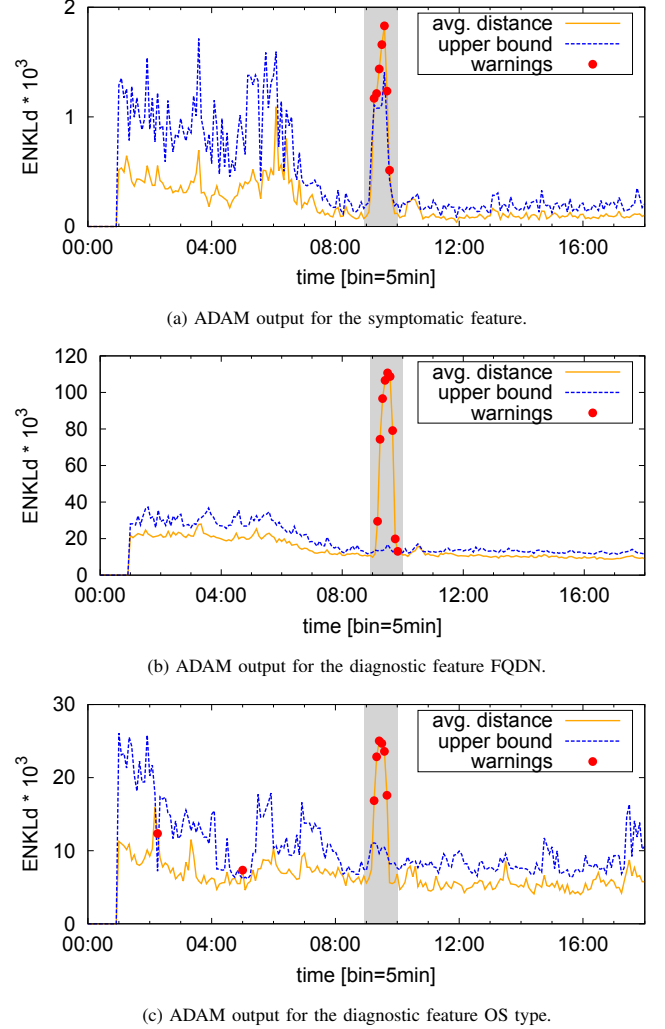 2
1
0
ENKLd * 10^3
avg. distance
upper bound
warnings
00:00 04:00 08:00 12:00 16:00
time [bin=5min]
(a) ADAM output for the symptomatic feature.
120
100
80
60
40
20
0
ENKLd * 10^3
avg. distance
upper bound
warnings
00:00 04:00 08:00 12:00 16:00
time [bin=5min]
(b) ADAM output for the diagnostic feature FQDN.
30
20
10
0
ENKLd * 10^3
avg. distance
upper bound
warnings
00:00 04:00 08:00 12:00 16:00
time [bin=5min]
(c) ADAM output for the diagnostic feature OS type.